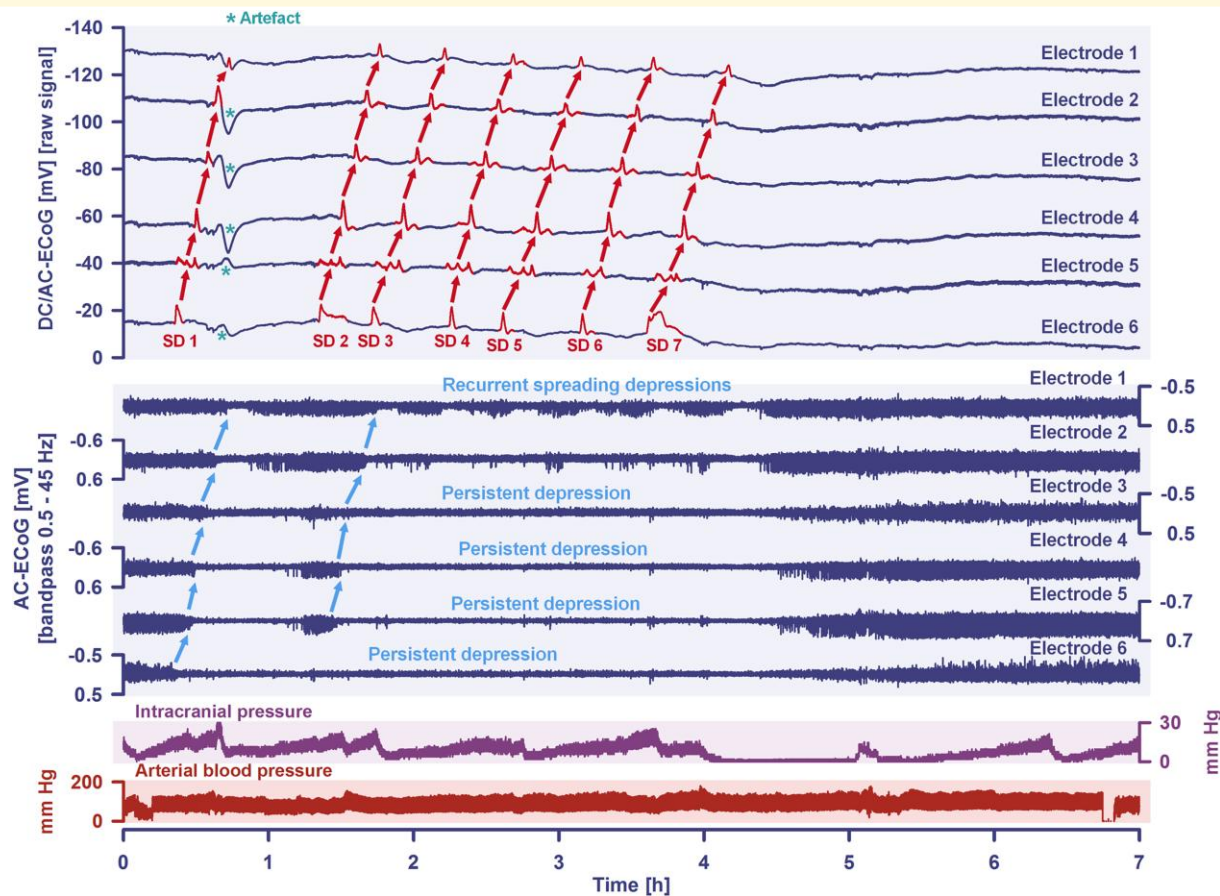 * Artefact
DC/AC-ECoG [mV] [raw signal]
-140
-120
-100
-80
-60
-40
-20
0
Electrode 1
Electrode 2
Electrode 3
Electrode 4
Electrode 5
Electrode 6
*
*
*
*
*
SD 1
SD 2
SD 3
SD 4
SD 5
SD 6
SD 7
AC-ECoG [mV]
[bandpass 0.5 - 45 Hz]
Recurrent spreading depressions
Electrode 1
-0.5
0.5
Electrode 2
-0.6
0.6
Persistent depression
Electrode 3
-0.5
0.5
Persistent depression
Electrode 4
-0.6
0.6
Persistent depression
Electrode 5
-0.7
0.7
Persistent depression
Electrode 6
-0.5
0.5
Intracranial pressure
30
0
mm Hg
Arterial blood pressure
mm Hg
200
0
0 1 2 3 4 5 6 7
Time [h]